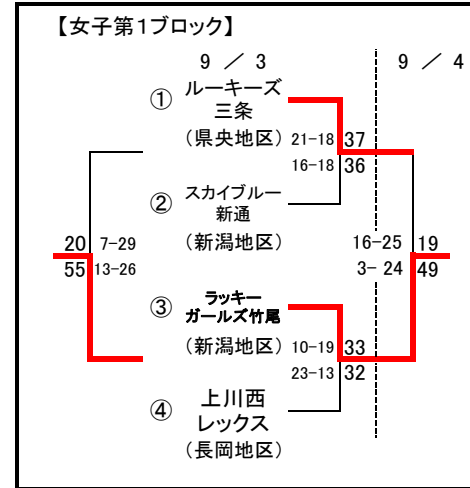 【女子第1ブロック】
9 ／ 3
9 ／ 4
① ルーキーズ
三条
(県央地区) 21-18 37
16-18 36
② スカイブルー
新通
(新潟地区)
20 7-29
55 13-26
16-25 19
3- 24 49
③ ラッキー
ガールズ竹尾
(新潟地区) 10-19 33
23-13 32
④ 上川西
レックス
(長岡地区)